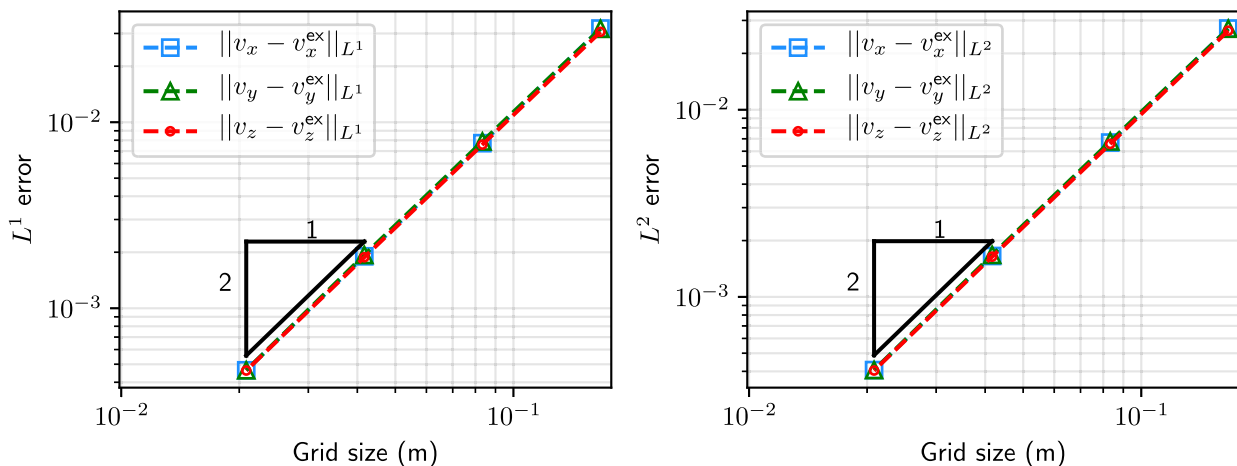 ||v_x − v_x^ex||_{L^1}
||v_y − v_y^ex||_{L^1}
||v_z − v_z^ex||_{L^1}
10^{−2}
10^{−3}
L^1 error
1
2
10^{−2}
10^{−1}
Grid size (m)
||v_x − v_x^ex||_{L^2}
||v_y − v_y^ex||_{L^2}
||v_z − v_z^ex||_{L^2}
10^{−2}
10^{−3}
L^2 error
1
2
10^{−2}
10^{−1}
Grid size (m)